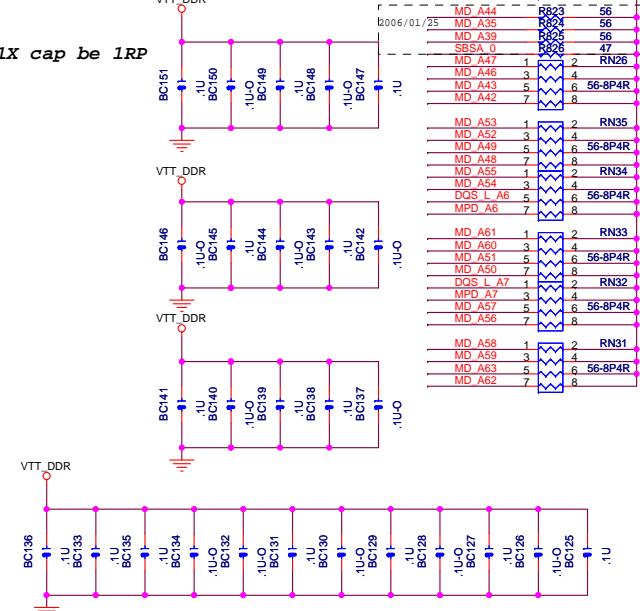 VTT_DDR
1X cap be 1RP
BC151
.1U
BC150
.1U-O
BC149
.1U
BC148
.1U-O
BC147
.1U
VTT_DDR
BC146
.1U-O
BC145
.1U
BC144
.1U-O
BC143
.1U
BC142
.1U-O
VTT_DDR
BC141
.1U
BC140
.1U-O
BC139
.1U
BC138
.1U
BC137
.1U-O
VTT_DDR
BC136
.1U
BC133
.1U
BC135
.1U
BC134
.1U-O
BC132
.1U-O
BC131
.1U
BC130
.1U-O
BC129
.1U
BC128
.1U-O
BC127
.1U
BC126
.1U-O
BC125
.1U
2006/01/25
MD_A44 R823 56
MD_A35 R824 56
MD_A39 R825 56
SBSA_0 R826 47
MD_A47 1 2 RN26
MD_A46 3 4
MD_A43 5 6 56-8P4R
MD_A42 7 8
MD_A53 1 2 RN35
MD_A52 3 4
MD_A49 5 6 56-8P4R
MD_A48 7 8
MD_A55 1 2 RN34
MD_A54 3 4
DQS_L_A6 5 6 56-8P4R
MPD_A6 7 8
MD_A61 1 2 RN33
MD_A60 3 4
MD_A51 5 6 56-8P4R
MD_A50 7 8
DQS_L_A7 1 2 RN32
MPD_A7 3 4
MD_A57 5 6 56-8P4R
MD_A56 7 8
MD_A58 1 2 RN31
MD_A59 3 4
MD_A63 5 6 56-8P4R
MD_A62 7 8